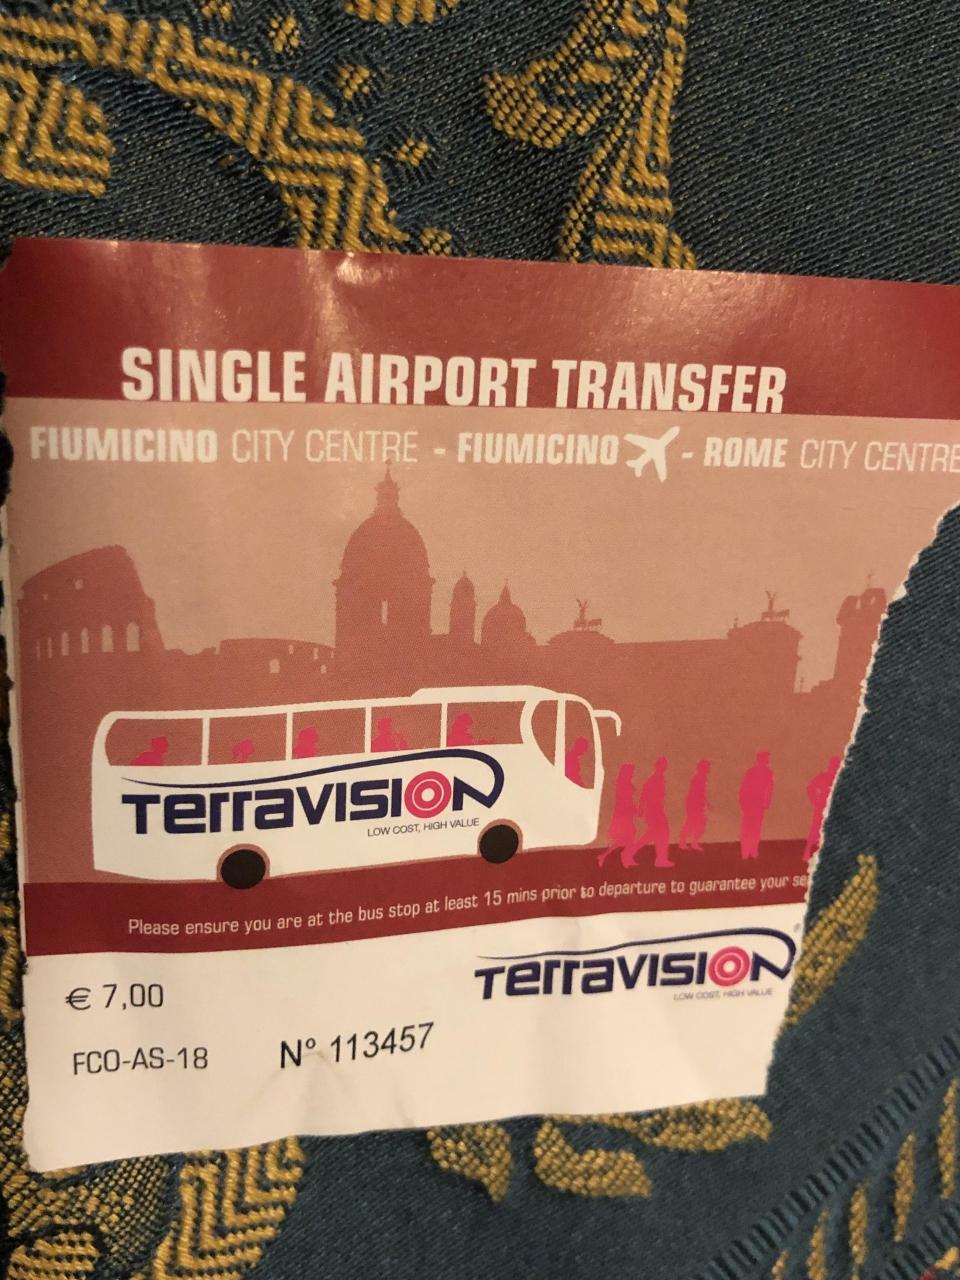 SINGLE AIRPORT TRANSFER
FIUMICINO CITY CENTRE - FIUMICINO - ROME CITY CENTRE
TerraVISION
LOW COST, HIGH VALUE
Please ensure you are at the bus stop at least 15 mins prior to departure to guarantee your
TerraVISION®
LOW COST, HIGH VALUE
€ 7,00
FCO-AS-18 Nº 113457